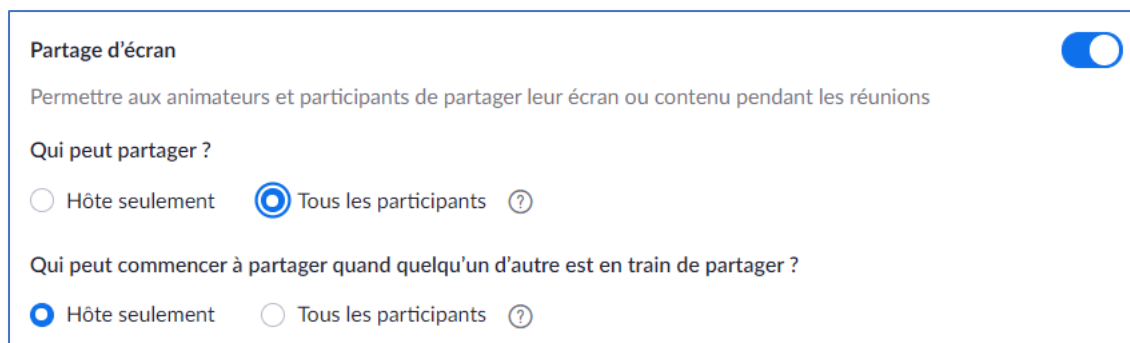 Partage d’écran
Permettre aux animateurs et participants de partager leur écran ou contenu pendant les réunions
Qui peut partager ?
Hôte seulement Tous les participants ?
Qui peut commencer à partager quand quelqu’un d’autre est en train de partager ?
Hôte seulement Tous les participants ?